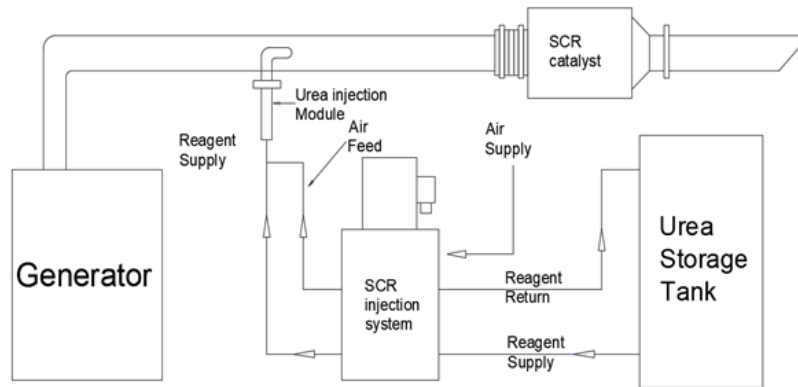 SCR
catalyst
Urea injection
Module
Reagent
Supply
Air
Feed
Air
Supply
Generator
SCR
injection
system
Reagent
Return
Reagent
Supply
Urea
Storage
Tank